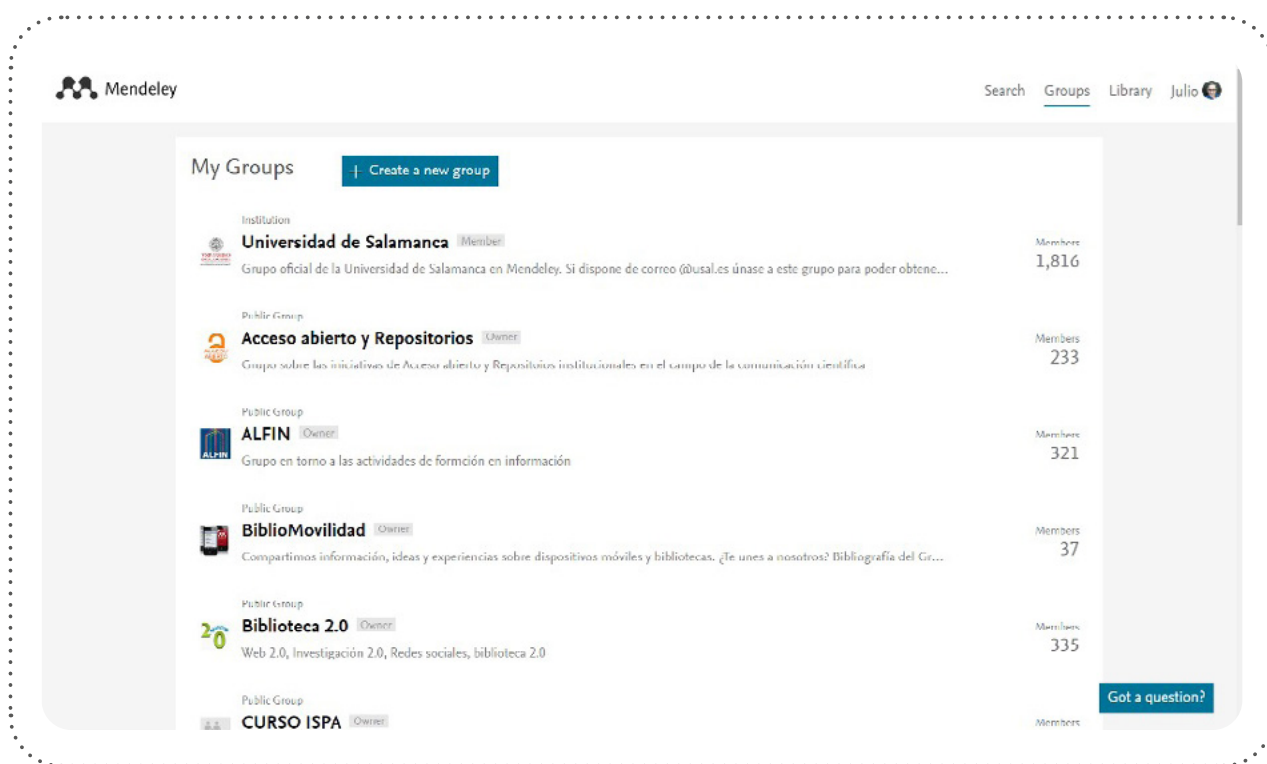 Mendeley
Search Groups Library Julio
My Groups
+ Create a new group
Institution
Universidad de Salamanca Member
Members
Grupo oficial de la Universidad de Salamanca en Mendeley. Si dispone de correo @usal.es únase a este grupo para poder obtene...
1,816
Public Group
Acceso abierto y Repositorios Owner
Members
Grupo sobre las iniciativas de Acceso abierto y Repositoios institucionales en el campo de la comunicación científica
233
Public Group
ALFIN Owner
Members
ALFIN
Grupo en torno a las actividades de formción en información
321
Public Group
BiblioMovilidad Owner
Members
Compartimos información, ideas y experiencias sobre dispositivos móviles y bibliotecas. ¿Te unes a nosotros? Bibliografía del Gr...
37
Public Group
2.0
Biblioteca 2.0 Owner
Members
Web 2.0, Investigación 2.0, Redes sociales, biblioteca 2.0
335
Got a question?
Public Group
CURSO ISPA Owner
Members